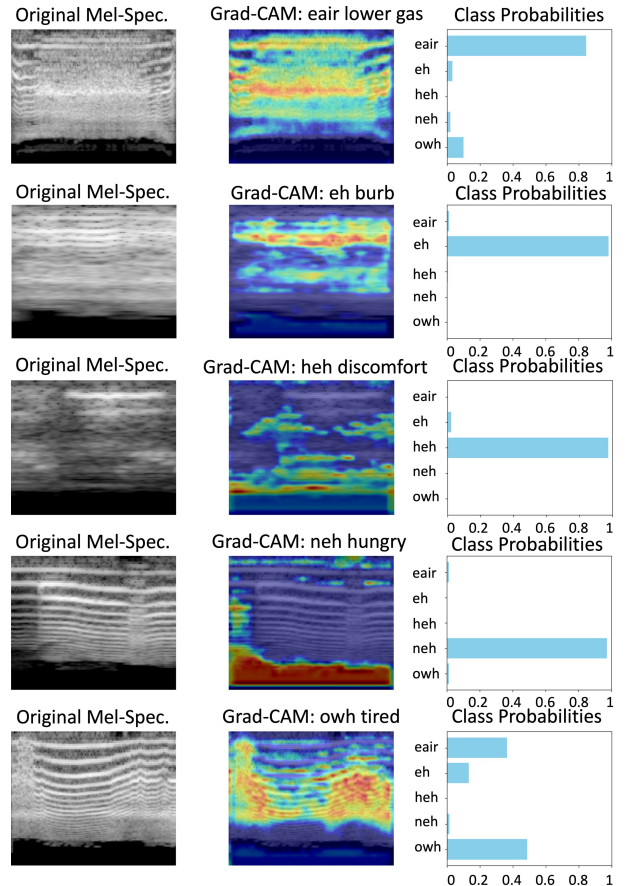 Original Mel-Spec. Grad-CAM: eair lower gas Class Probabilities
eair
eh
heh
neh
owh
0 0.2 0.4 0.6 0.8 1
Original Mel-Spec. Grad-CAM: eh burb Class Probabilities
eair
eh
heh
neh
owh
0 0.2 0.4 0.6 0.8 1
Original Mel-Spec. Grad-CAM: heh discomfort Class Probabilities
eair
eh
heh
neh
owh
0 0.2 0.4 0.6 0.8 1
Original Mel-Spec. Grad-CAM: neh hungry Class Probabilities
eair
eh
heh
neh
owh
0 0.2 0.4 0.6 0.8 1
Original Mel-Spec. Grad-CAM: owh tired Class Probabilities
eair
eh
heh
neh
owh
0 0.2 0.4 0.6 0.8 1